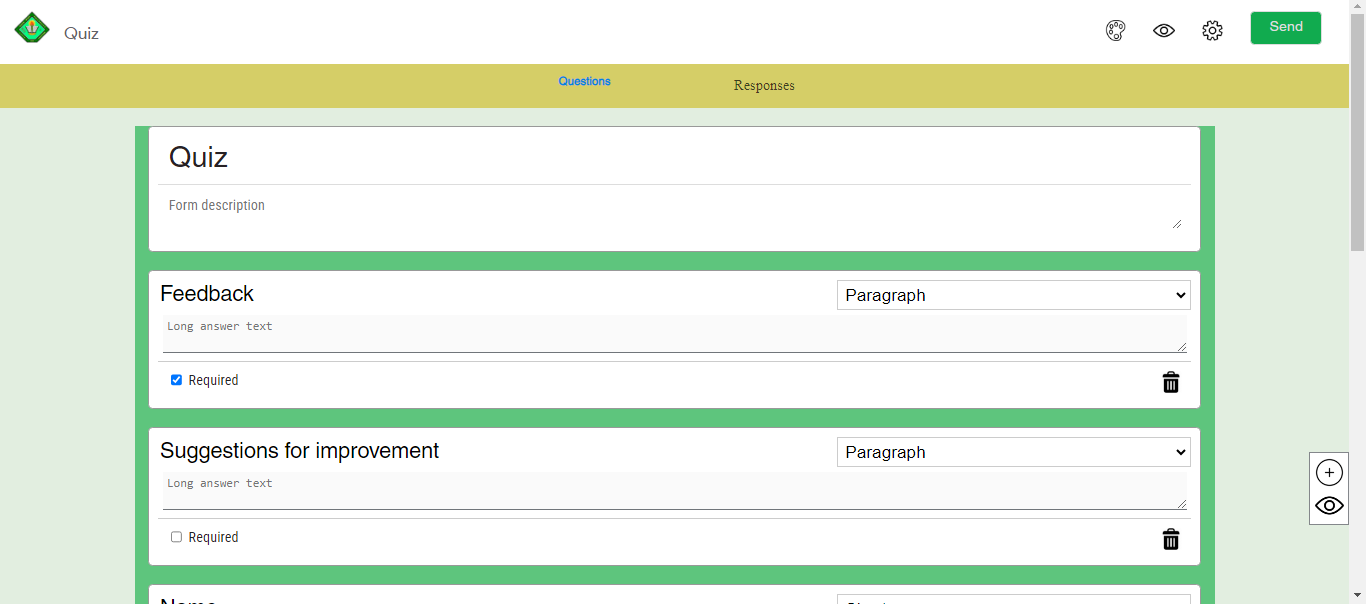 Quiz
Send
Questions
Responses
Quiz
Form description
Feedback
Paragraph
Long answer text
Required
Suggestions for improvement
Paragraph
Long answer text
Required